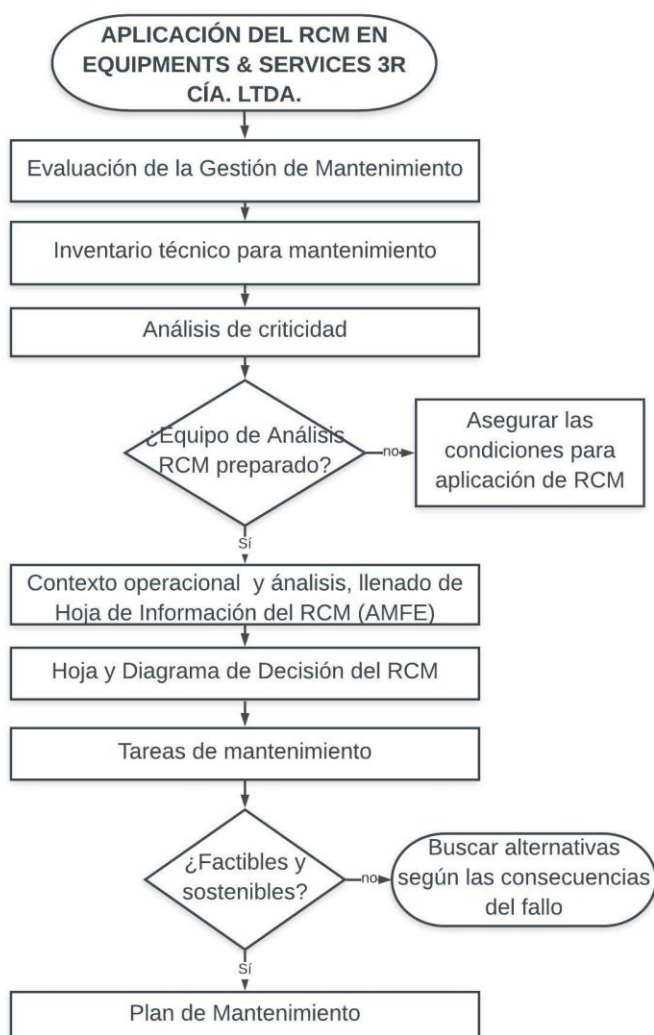 APLICACIÓN DEL RCM EN
EQUIPMENTS & SERVICES 3R
CÍA. LTDA.
Evaluación de la Gestión de Mantenimiento
Inventario técnico para mantenimiento
Análisis de criticidad
¿Equipo de Análisis
RCM preparado?
no
Asegurar las
condiciones para
aplicación de RCM
Sí
Contexto operacional y ánalisis, llenado de
Hoja de Información del RCM (AMFE)
Hoja y Diagrama de Decisión del RCM
Tareas de mantenimiento
¿Factibles y
sostenibles?
no
Buscar alternativas
según las consecuencias
del fallo
Sí
Plan de Mantenimiento